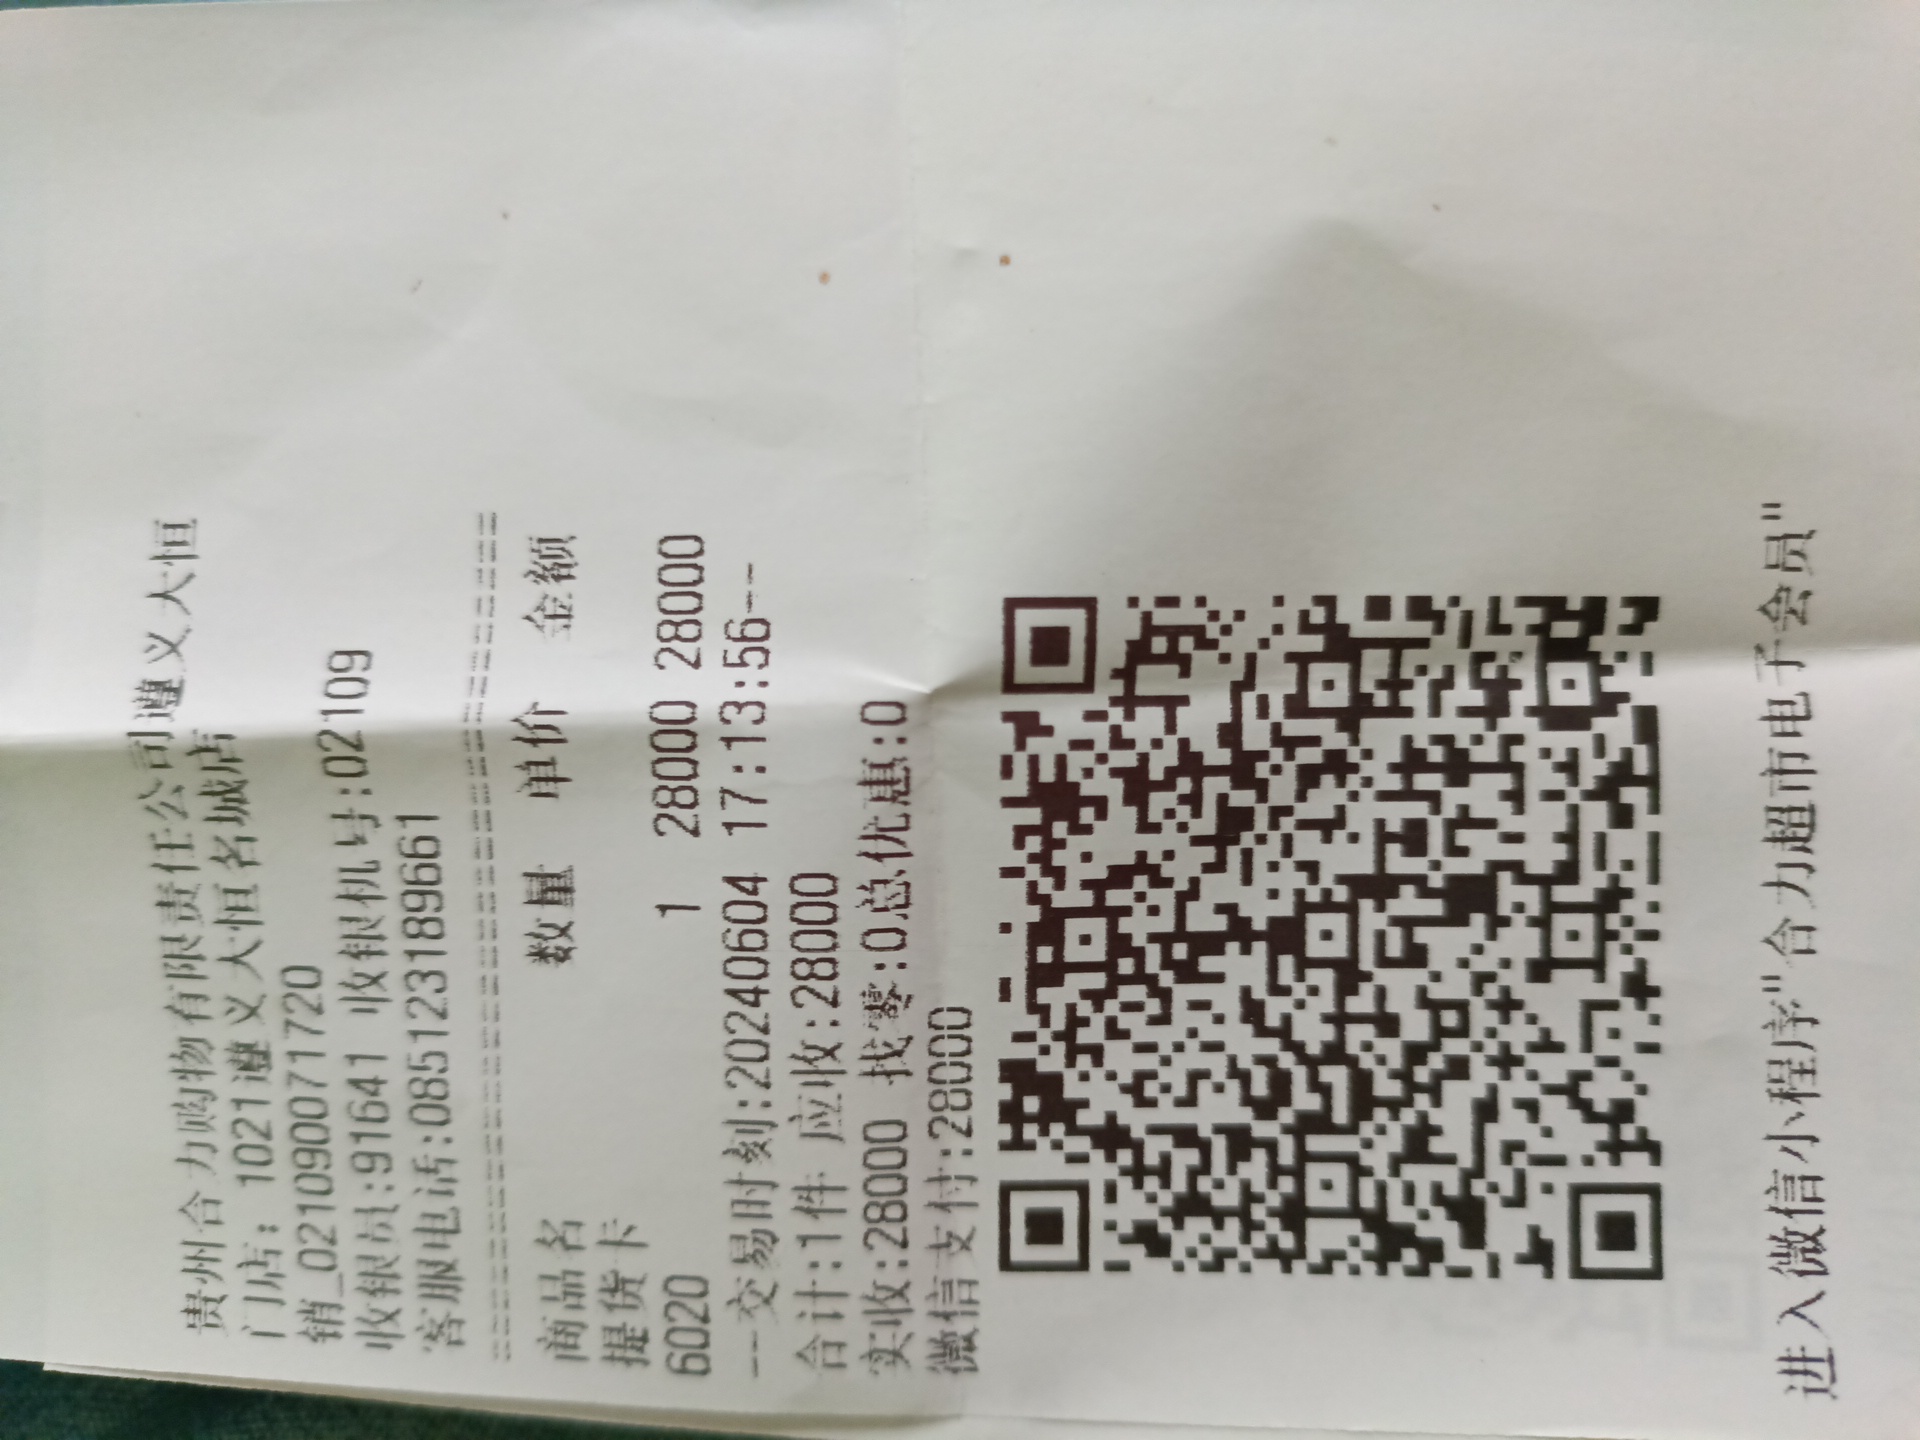 贵州合力购物有限责任公司遵义大恒
门店: 1021遵义大恒名城店
销_021090071720
收银员:91641 收银机号:02109
客服电话:085123189661
================================
商品名 数量 单价 金额
提货卡
6020 1 28000 28000
--交易时刻:20240604 17:13:56--
合计:1件 应收:28000
实收:28000 找零:0总优惠:0
微信支付:28000
进入微信小程序"合力超市电子会员"